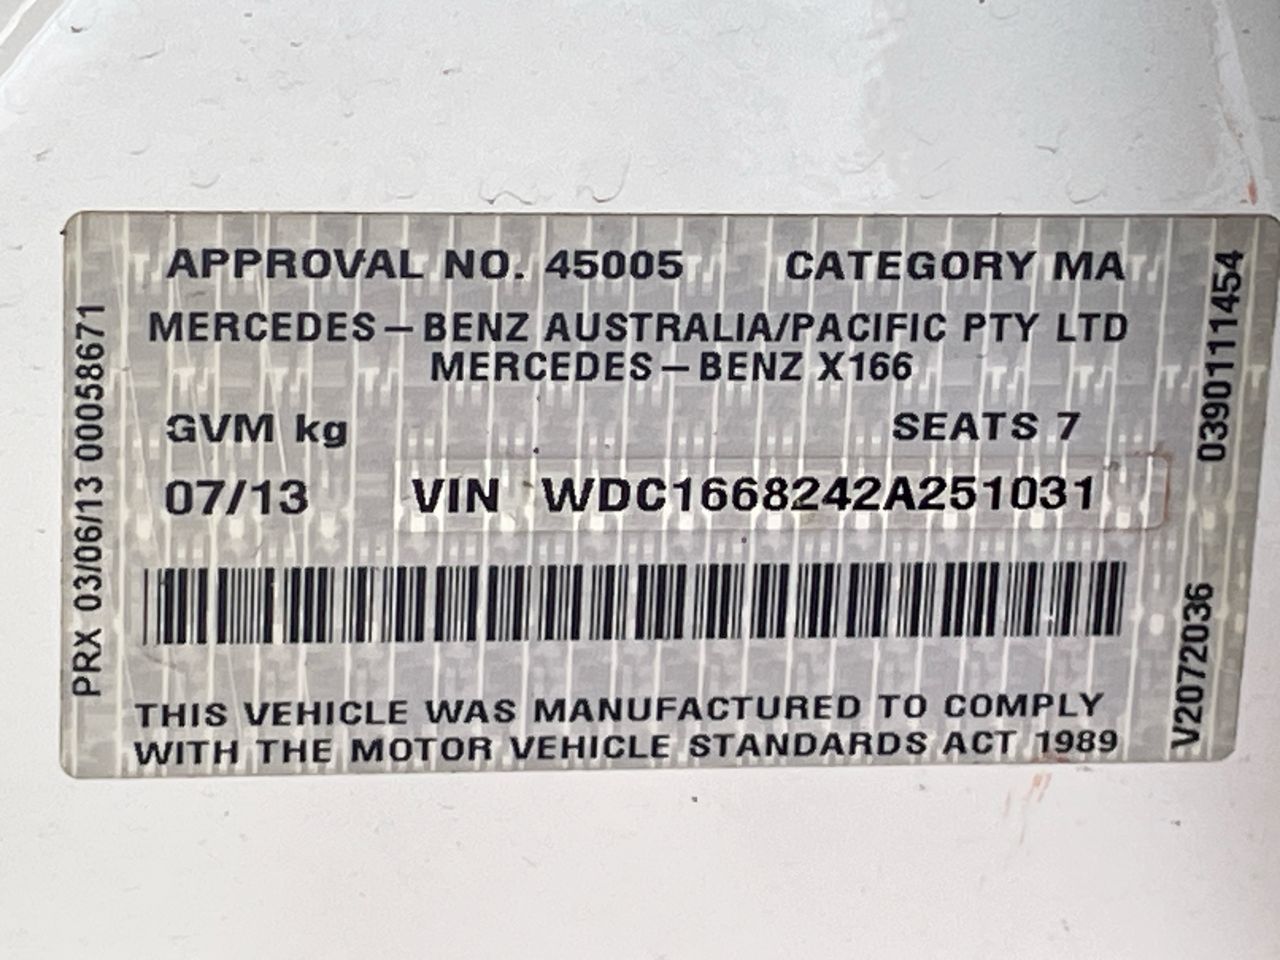 APPROVAL NO. 45005 CATEGORY MA
MERCEDES-BENZ AUSTRALIA/PACIFIC PTY LTD
MERCEDES-BENZ X166
GVM kg SEATS 7
07/13 VIN WDC1668242A251031
THIS VEHICLE WAS MANUFACTURED TO COMPLY
WITH THE MOTOR VEHICLE STANDARDS ACT 1989
PRX 03/06/13 00058671
0390111454
V2072036